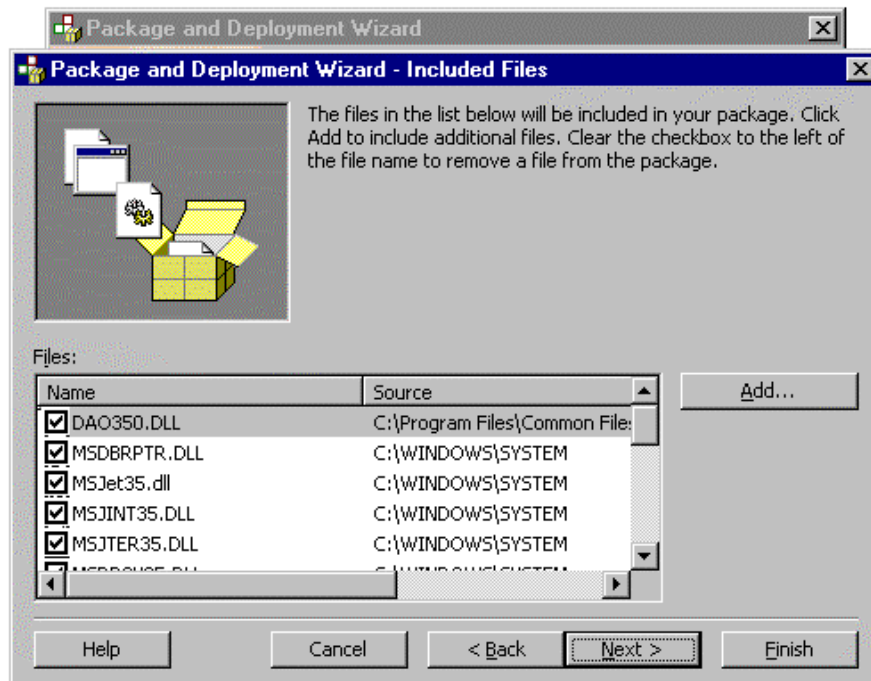 Package and Deployment Wizard
Package and Deployment Wizard - Included Files
The files in the list below will be included in your package. Click
Add to include additional files. Clear the checkbox to the left of
the file name to remove a file from the package.
Files:
Name Source
Add...
DAO350.DLL C:\Program Files\Common Files
MSDBRPTR.DLL C:\WINDOWS\SYSTEM
MSJet35.dll C:\WINDOWS\SYSTEM
MSJINT35.DLL C:\WINDOWS\SYSTEM
MSJTER35.DLL C:\WINDOWS\SYSTEM
C:\WINDOWS\SYSTEM
Help Cancel < Back Next > Finish